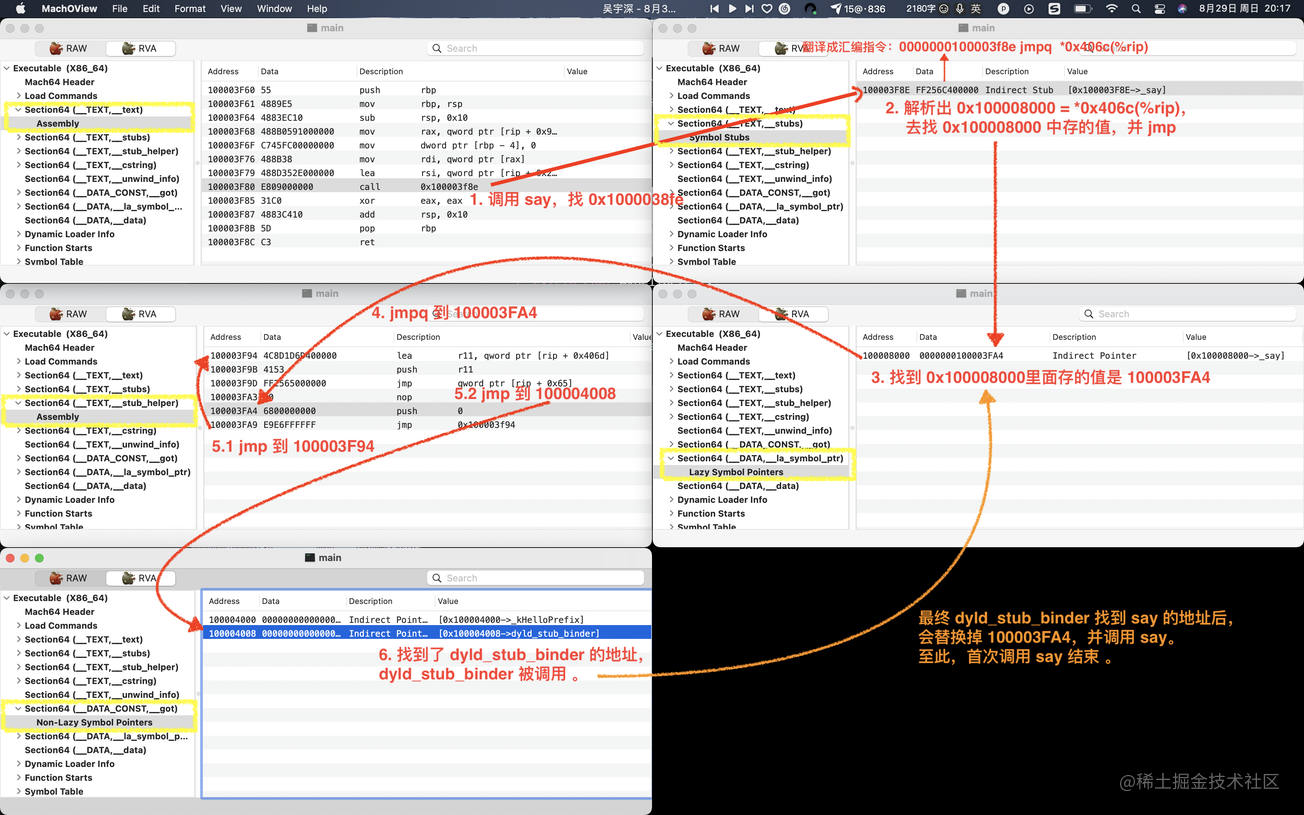 MachOView File Edit Format View Window Help 吴宇深 - 8月3... 15@·836 2180字 英 8月29日 周日 20:17
main
RAW RVA Search
Executable (X86_64)
Mach64 Header
Load Commands
Section64 (__TEXT,__text)
Assembly
Section64 (__TEXT,__stubs)
Section64 (__TEXT,__stub_helper)
Section64 (__TEXT,__cstring)
Section64 (__TEXT,__unwind_info)
Section64 (__DATA_CONST,__got)
Section64 (__DATA,__la_symbol_...
Section64 (__DATA,__data)
Dynamic Loader Info
Function Starts
Symbol Table
Address Data Description Value
100003F60 55 push rbp
100003F61 4889E5 mov rbp, rsp
100003F64 4883EC10 sub rsp, 0x10
100003F68 488B0591000000 mov rax, qword ptr [rip + 0x9...
100003F6F C745FC00000000 mov dword ptr [rbp - 4], 0
100003F76 488B38 mov rdi, qword ptr [rax]
100003F79 488D352E000000 lea rsi, qword ptr [rip + 0x2...
100003F80 E809000000 call 0x100003f8e
100003F85 31C0 xor eax, eax
100003F87 4883C410 add rsp, 0x10
100003F8B 5D pop rbp
100003F8C C3 ret
1. 调用 say，找 0x1000038fe
main
RAW RVA
翻译成汇编指令：0000000100003f8e jmpq *0x406c(%rip)
Executable (X86_64)
Mach64 Header
Load Commands
Section64 (__TEXT,__text)
Section64 (__TEXT,__stubs)
Symbol Stubs
Section64 (__TEXT,__stub_helper)
Section64 (__TEXT,__cstring)
Section64 (__TEXT,__unwind_info)
Section64 (__DATA_CONST,__got)
Section64 (__DATA,__la_symbol_ptr)
Section64 (__DATA,__data)
Dynamic Loader Info
Function Starts
Symbol Table
Address Data Description Value
100003F8E FF256C400000 Indirect Stub [0x100003F8E->_say]
2. 解析出 0x100008000 = *0x406c(%rip),
去找 0x100008000 中存的值，并 jmp
main
RAW RVA
Executable (X86_64)
Mach64 Header
Load Commands
Section64 (__TEXT,__text)
Section64 (__TEXT,__stubs)
Section64 (__TEXT,__stub_helper)
Assembly
Section64 (__TEXT,__cstring)
Section64 (__TEXT,__unwind_info)
Section64 (__DATA_CONST,__got)
Section64 (__DATA,__la_symbol_ptr)
Section64 (__DATA,__data)
Dynamic Loader Info
Function Starts
Symbol Table
4. jmpq 到 100003FA4
Address Data Description Value
100003F94 4C8D1D6D400000 lea r11, qword ptr [rip + 0x406d]
100003F9B 4153 push r11
100003F9D FF2565000000 jmp qword ptr [rip + 0x65]
100003FA3 nop
100003FA4 6800000000 push 0
100003FA9 E9E6FFFFFF jmp 0x100003f94
5.2 jmp 到 100004008
5.1 jmp 到 100003F94
main
RAW RVA Search
Executable (X86_64)
Mach64 Header
Load Commands
Section64 (__TEXT,__text)
Section64 (__TEXT,__stubs)
Section64 (__TEXT,__stub_helper)
Section64 (__TEXT,__cstring)
Section64 (__TEXT,__unwind_info)
Section64 (__DATA_CONST,__got)
Section64 (__DATA,__la_symbol_ptr)
Lazy Symbol Pointers
Section64 (__DATA,__data)
Dynamic Loader Info
Function Starts
Symbol Table
Address Data Description Value
100008000 0000000100003FA4 Indirect Pointer [0x100008000->_say]
3. 找到 0x100008000里面存的值是 100003FA4
main
RAW RVA Search
Executable (X86_64)
Mach64 Header
Load Commands
Section64 (__TEXT,__text)
Section64 (__TEXT,__stubs)
Section64 (__TEXT,__stub_helper)
Section64 (__TEXT,__cstring)
Section64 (__TEXT,__unwind_info)
Section64 (__DATA_CONST,__got)
Non-Lazy Symbol Pointers
Section64 (__DATA,__la_symbol_p...
Section64 (__DATA,__data)
Dynamic Loader Info
Function Starts
Symbol Table
Address Data Description Value
100004000 00000000000000... Indirect Point... [0x100004000->_kHelloPrefix]
100004008 00000000000000... Indirect Point... [0x100004008->dyld_stub_binder]
6. 找到了 dyld_stub_binder 的地址，
dyld_stub_binder 被调用 。
最终 dyld_stub_binder 找到 say 的地址后，
会替换掉 100003FA4，并调用 say。
至此，首次调用 say 结束 。
@稀土掘金技术社区